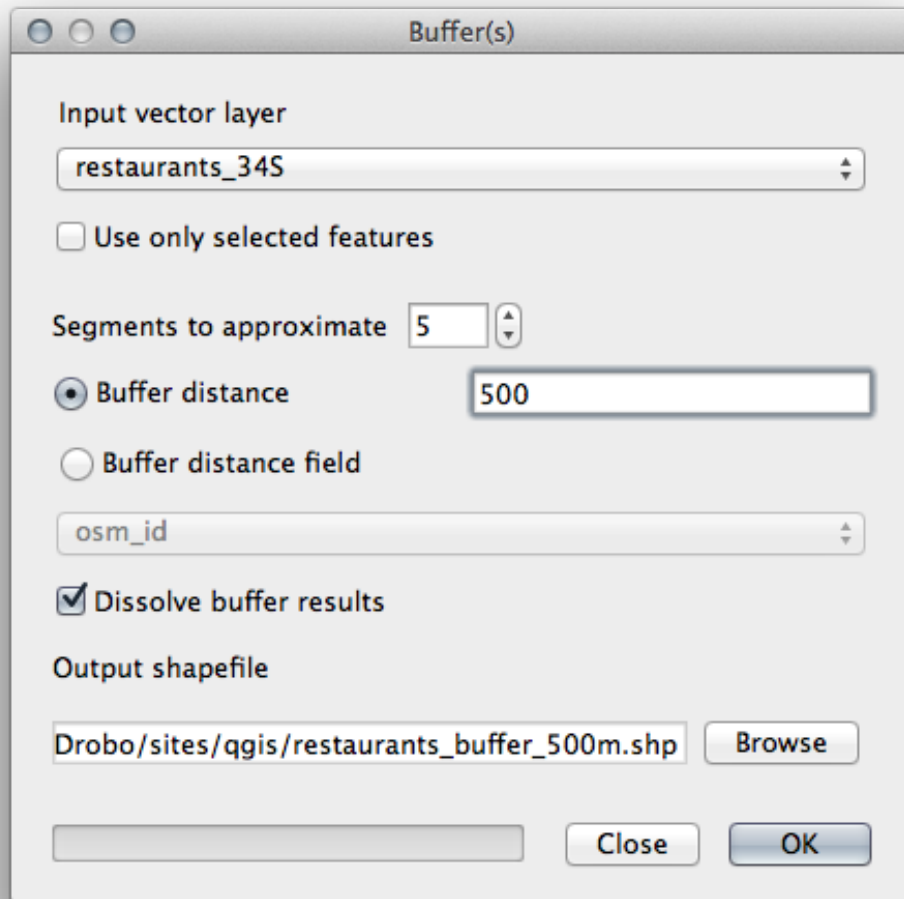 Buffer(s)
Input vector layer
restaurants_34S
Use only selected features
Segments to approximate 5
Buffer distance 500
Buffer distance field
osm_id
Dissolve buffer results
Output shapefile
Drobo/sites/qgis/restaurants_buffer_500m.shp Browse
Close OK